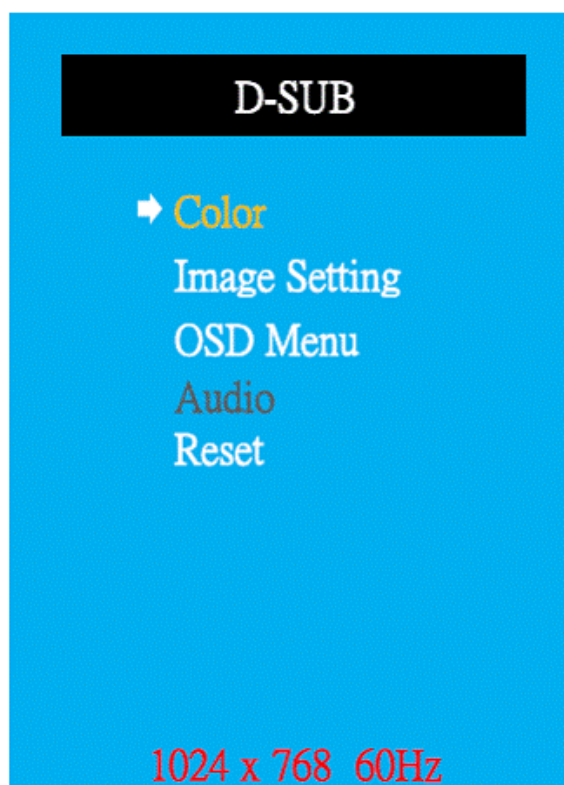 D-SUB
Color
Image Setting
OSD Menu
Audio
Reset
1024 x 768 60Hz